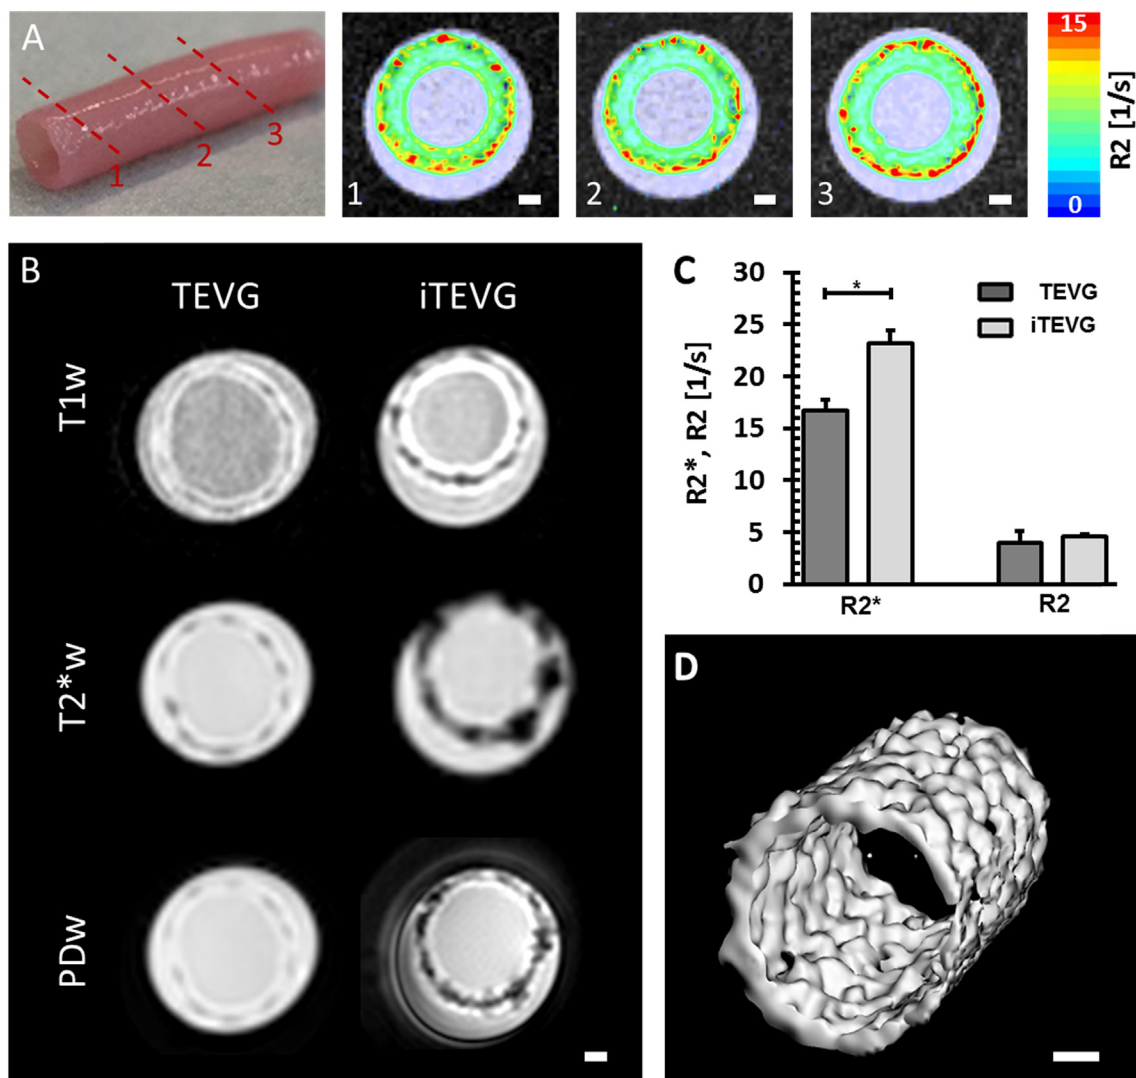 A
1
2
3
1
2
3
15
0
R2 [1/s]
B
TEVG
iTEVG
T1w
T2*w
PDw
C
30
25
20
15
10
5
0
R2*, R2 [1/s]
*
TEVG
iTEVG
R2*
R2
D